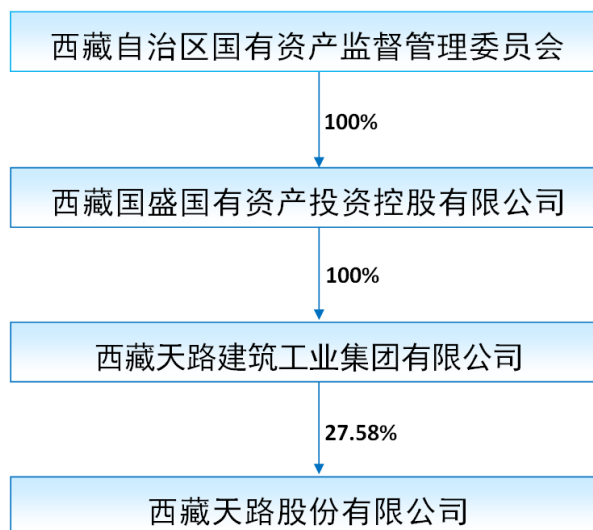 西藏自治区国有资产监督管理委员会
100%
西藏国盛国有资产投资控股有限公司
100%
西藏天路建筑工业集团有限公司
27.58%
西藏天路股份有限公司